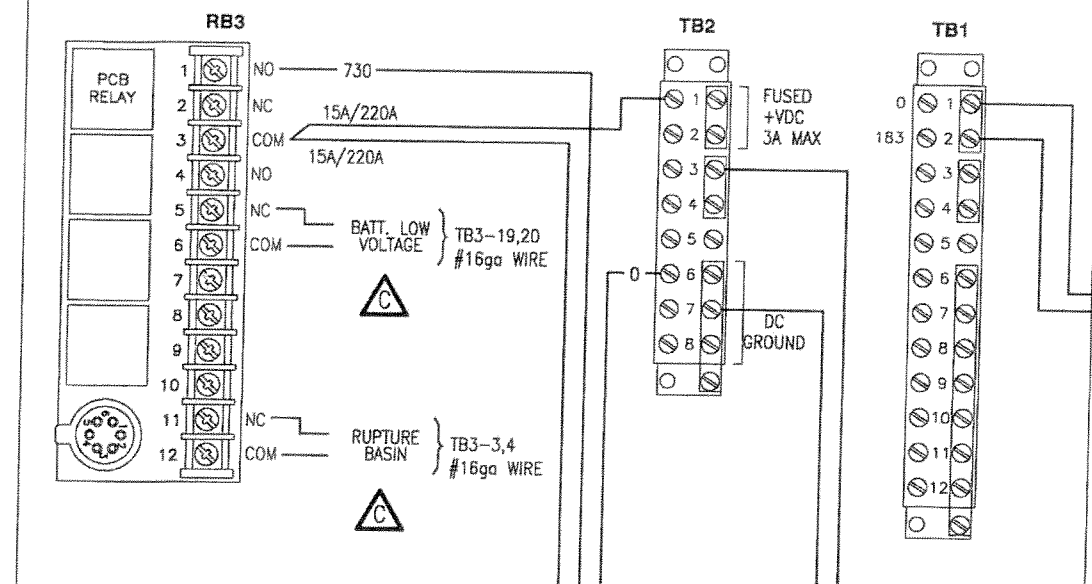 RB3
PCB
RELAY
1 NO 730
2 NC
15A/220A
3 COM
15A/220A
4 NO
5 NC
6 COM
BATT. LOW
VOLTAGE
TB3-19,20
#16ga WIRE
C
7
8
9
10
11 NC
12 COM
RUPTURE
BASIN
TB3-3,4
#16ga WIRE
C
TB2
1
2
FUSED
+VDC
3A MAX
3
4
5
0 6
7
8
DC
GROUND
TB1
0 1
183 2
3
4
5
6
7
8
9
10
11
12